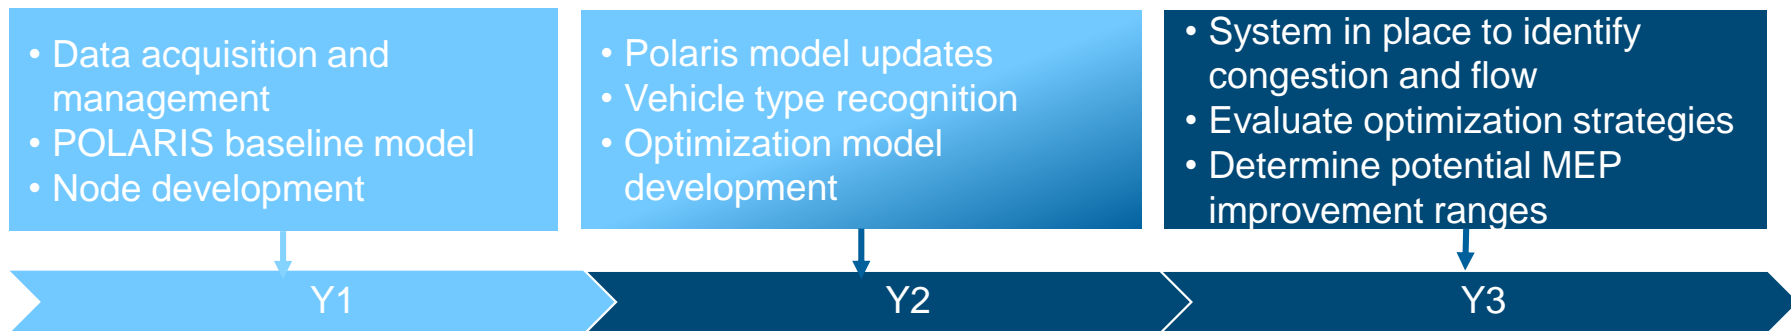 • Data acquisition and
management
• POLARIS baseline model
• Node development
• Polaris model updates
• Vehicle type recognition
• Optimization model
development
• System in place to identify
congestion and flow
• Evaluate optimization strategies
• Determine potential MEP
improvement ranges
Y1
Y2
Y3